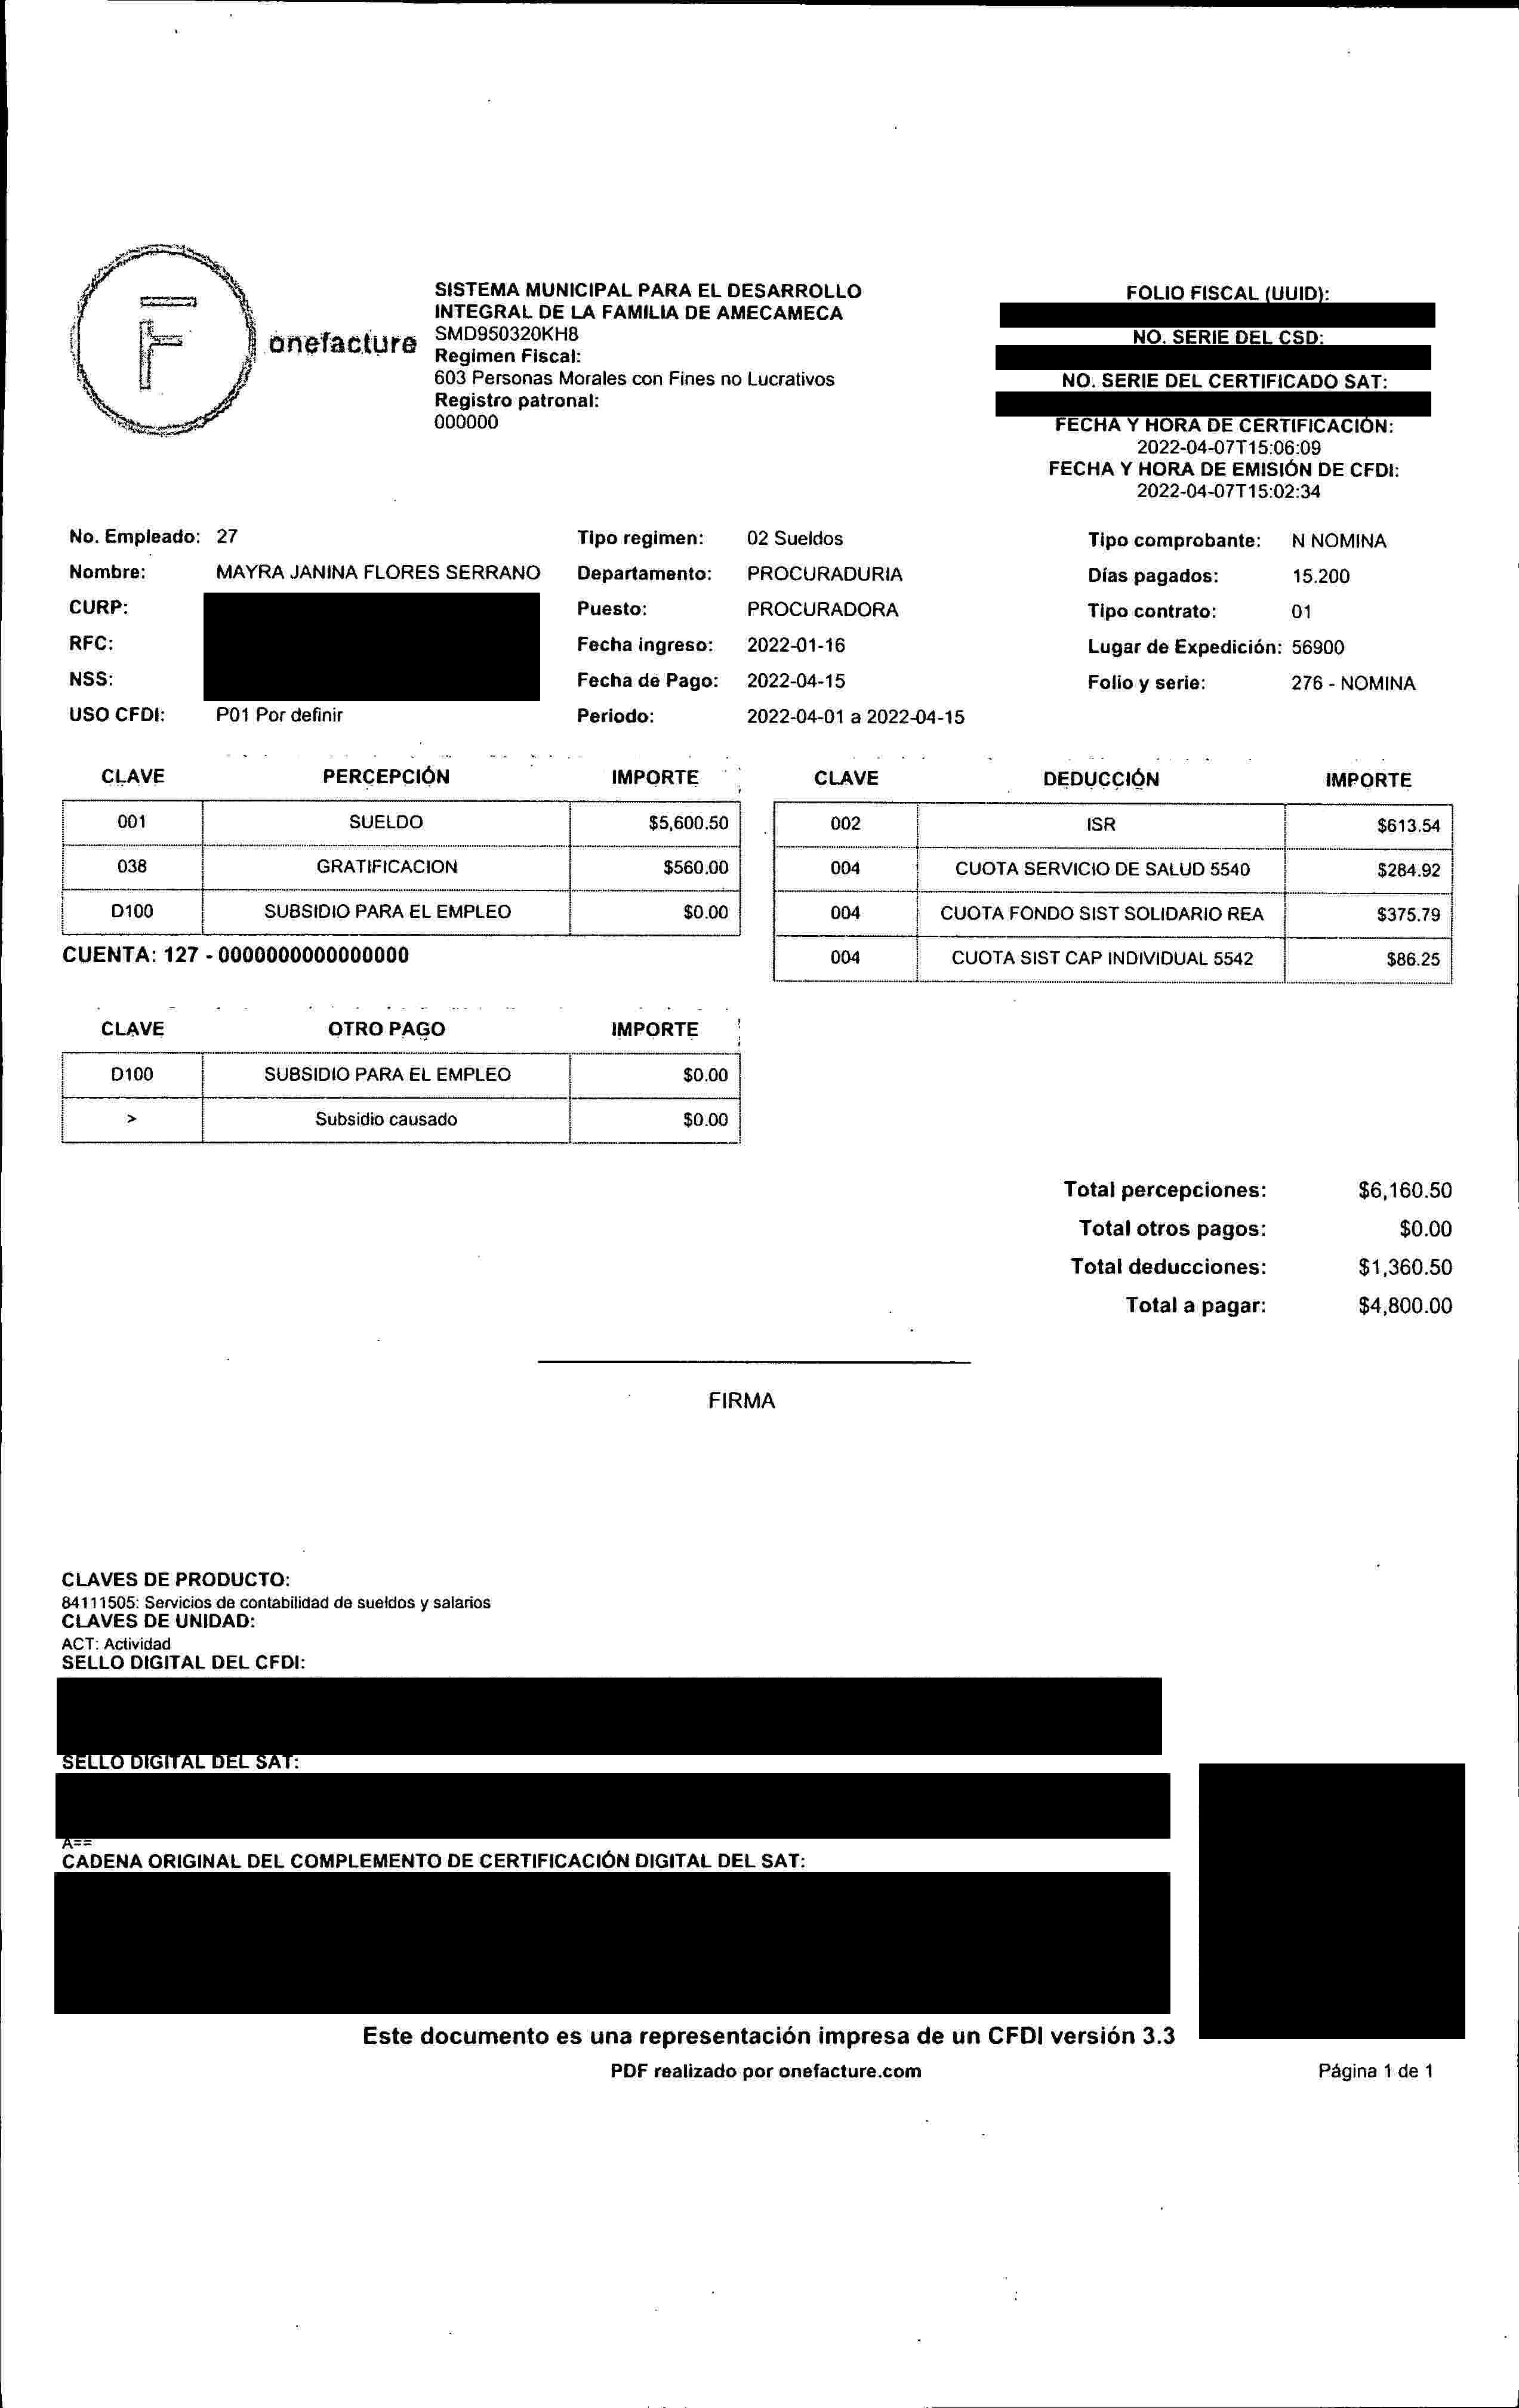 onefacture
SISTEMA MUNICIPAL PARA EL DESARROLLO
INTEGRAL DE LA FAMILIA DE AMECAMECA
SMD950320KH8
Regimen Fiscal:
603 Personas Morales con Fines no Lucrativos
Registro patronal:
000000
FOLIO FISCAL (UUID):
NO. SERIE DEL CSD:
NO. SERIE DEL CERTIFICADO SAT:
FECHA Y HORA DE CERTIFICACIÓN:
2022-04-07T15:06:09
FECHA Y HORA DE EMISIÓN DE CFDI:
2022-04-07T15:02:34
No. Empleado: 27
Nombre: MAYRA JANINA FLORES SERRANO
CURP:
RFC:
NSS:
USO CFDI: P01 Por definir
Tipo regimen: 02 Sueldos
Departamento: PROCURADURIA
Puesto: PROCURADORA
Fecha ingreso: 2022-01-16
Fecha de Pago: 2022-04-15
Periodo: 2022-04-01 a 2022-04-15
Tipo comprobante: N NOMINA
Días pagados: 15.200
Tipo contrato: 01
Lugar de Expedición: 56900
Folio y serie: 276 - NOMINA
CLAVE PERCEPCIÓN IMPORTE
001 SUELDO $5,600.50
038 GRATIFICACION $560.00
D100 SUBSIDIO PARA EL EMPLEO $0.00
CUENTA: 127 - 0000000000000000
CLAVE DEDUCCIÓN IMPORTE
002 ISR $613.54
004 CUOTA SERVICIO DE SALUD 5540 $284.92
004 CUOTA FONDO SIST SOLIDARIO REA $375.79
004 CUOTA SIST CAP INDIVIDUAL 5542 $86.25
CLAVE OTRO PAGO IMPORTE
D100 SUBSIDIO PARA EL EMPLEO $0.00
> Subsidio causado $0.00
Total percepciones: $6,160.50
Total otros pagos: $0.00
Total deducciones: $1,360.50
Total a pagar: $4,800.00
FIRMA
CLAVES DE PRODUCTO:
84111505: Servicios de contabilidad de sueldos y salarios
CLAVES DE UNIDAD:
ACT: Actividad
SELLO DIGITAL DEL CFDI:
SELLO DIGITAL DEL SAT:
A==
CADENA ORIGINAL DEL COMPLEMENTO DE CERTIFICACIÓN DIGITAL DEL SAT:
Este documento es una representación impresa de un CFDI versión 3.3
PDF realizado por onefacture.com
Página 1 de 1